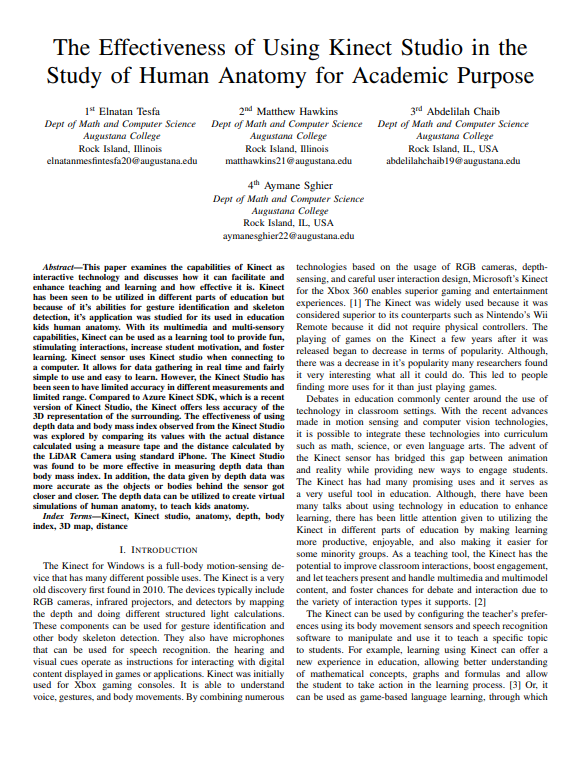 The Effectiveness of Using Kinect Studio in the
Study of Human Anatomy for Academic Purpose
1st Elnatan Tesfa
Dept of Math and Computer Science
Augustana College
Rock Island, Illinois
elnatanmesfintesfa20@augustana.edu
2nd Matthew Hawkins
Dept of Math and Computer Science
Augustana College
Rock Island, Illinois
matthawkins21@augustana.edu
3rd Abdelilah Chaib
Dept of Math and Computer Science
Augustana College
Rock Island, IL, USA
abdelilahchaib19@augustana.edu
4th Aymane Sghier
Dept of Math and Computer Science
Augustana College
Rock Island, IL, USA
aymanesghier22@augustana.edu
Abstract—This paper examines the capabilities of Kinect as
interactive technology and discusses how it can facilitate and
enhance teaching and learning and how effective it is. Kinect
has been seen to be utilized in different parts of education but
because of it's abilities for gesture identification and skeleton
detection, it's application was studied for its used in education
kids human anatomy. With its multimedia and multi-sensory
capabilities, Kinect can be used as a learning tool to provide fun,
stimulating interactions, increase student motivation, and foster
learning. Kinect sensor uses Kinect studio when connecting to
a computer. It allows for data gathering in real time and fairly
simple to use and easy to learn. However, the Kinect Studio has
been seen to have limited accuracy in different measurements and
limited range. Compared to Azure Kinect SDK, which is a recent
version of Kinect Studio, the Kinect offers less accuracy of the
3D representation of the surrounding. The effectiveness of using
depth data and body mass index observed from the Kinect Studio
was explored by comparing its values with the actual distance
calculated using a tape measure and the distance calculated by
the LiDAR Camera using standard iPhone. The Kinect Studio
was found to be more effective in measuring depth data than
body mass index. In addition, the data given by depth data was
more accurate as the objects or bodies behind the sensor got
closer and closer. The depth data can be utilized to create virtual
simulations of human anatomy, to teach kids anatomy.
Index Terms—Kinect, Kinect studio, anatomy, depth, body
index, 3D map, distance
I. INTRODUCTION
The Kinect for Windows is a full-body motion-sensing de-
vice that has many different possible uses. The Kinect is a very
old discovery first found in 2010. The devices typically include
RGB cameras, infrared projectors, and detectors by mapping
the depth and doing different structured light calculations.
These components can be used for gesture identification and
other body skeleton detection. They also have microphones
that can be used for speech recognition. the hearing and
visual cues operate as instructions for interacting with digital
content displayed in games or applications. Kinect was initially
used for Xbox gaming consoles. It is able to understand
voice, gestures, and body movements. By combining numerous
technologies based on the usage of RGB cameras, depth-
sensing, and careful user interaction design, Microsoft's Kinect
for the Xbox 360 enables superior gaming and entertainment
experiences. [1] The Kinect was widely used because it was
considered superior to its counterparts such as Nintendo's Wii
Remote because it did not require physical controllers. The
playing of games on the Kinect a few years after it was
released began to decrease in terms of popularity. Although,
there was a decrease in it's popularity many researchers found
it very interesting what all it could do. This led to people
finding more uses for it than just playing games.
Debates in education commonly center around the use of
technology in classroom settings. With the recent advances
made in motion sensing and computer vision technologies,
it is possible to integrate these technologies into curriculum
such as math, science, or even language arts. The advent of
the Kinect sensor has bridged this gap between animation
and reality while providing new ways to engage students.
The Kinect has had many promising uses and it serves as
a very useful tool in education. Although, there have been
many talks about using technology in education to enhance
learning, there has been little attention given to utilizing the
Kinect in different parts of education by making learning
more productive, enjoyable, and also making it easier for
some minority groups. As a teaching tool, the Kinect has the
potential to improve classroom interactions, boost engagement,
and let teachers present and handle multimedia and multimodel
content, and foster chances for debate and interaction due to
the variety of interaction types it supports. [2]
The Kinect can be used by configuring the teacher's prefer-
ences using its body movement sensors and speech recognition
software to manipulate and use it to teach a specific topic
to students. For example, learning using Kinect can offer a
new experience in education, allowing better understanding
of mathematical concepts, graphs and formulas and allow
the student to take action in the learning process. [3] Or, it
can be used as game-based language learning, through which